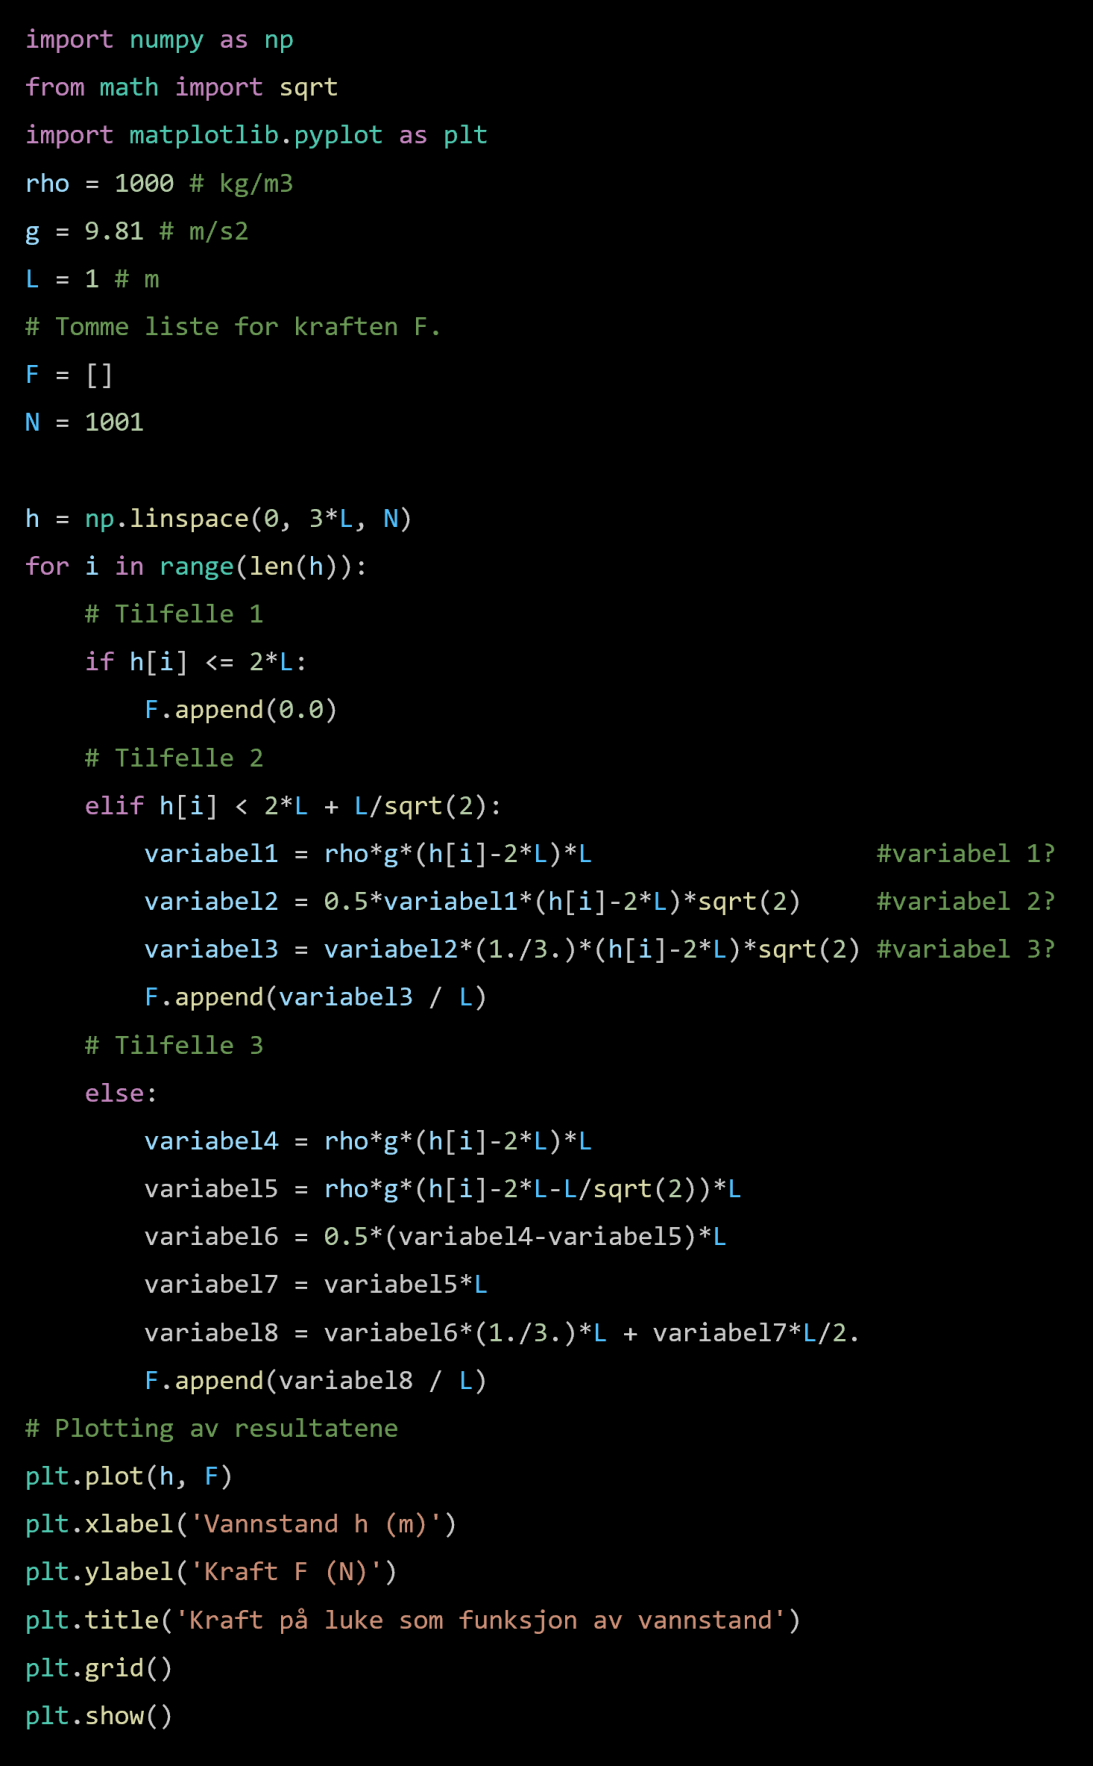 import numpy as np
from math import sqrt
import matplotlib.pyplot as plt
rho = 1000 # kg/m3
g = 9.81 # m/s2
L = 1 # m
# Tomme liste for kraften F.
F = []
N = 1001
h = np.linspace(0, 3*L, N)
for i in range(len(h)):
    # Tilfelle 1
    if h[i] <= 2*L:
        F.append(0.0)
    # Tilfelle 2
    elif h[i] < 2*L + L/sqrt(2):
        variabel1 = rho*g*(h[i]-2*L)*L                   #variabel 1?
        variabel2 = 0.5*variabel1*(h[i]-2*L)*sqrt(2)     #variabel 2?
        variabel3 = variabel2*(1./3.)*(h[i]-2*L)*sqrt(2) #variabel 3?
        F.append(variabel3 / L)
    # Tilfelle 3
    else:
        variabel4 = rho*g*(h[i]-2*L)*L
        variabel5 = rho*g*(h[i]-2*L-L/sqrt(2))*L
        variabel6 = 0.5*(variabel4-variabel5)*L
        variabel7 = variabel5*L
        variabel8 = variabel6*(1./3.)*L + variabel7*L/2.
        F.append(variabel8 / L)
# Plotting av resultatene
plt.plot(h, F)
plt.xlabel('Vannstand h (m)')
plt.ylabel('Kraft F (N)')
plt.title('Kraft på luke som funksjon av vannstand')
plt.grid()
plt.show()